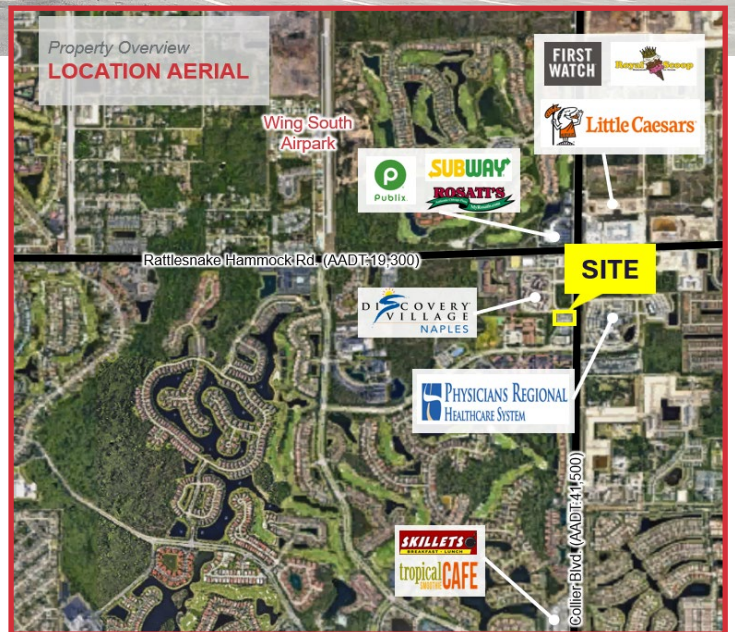 Property Overview
LOCATION AERIAL
FIRST
WATCH
Royal Scoop
Little Caesars
Wing South
Airpark
Publix
SUBWAY
ROSATI'S
Rattlesnake Hammock Rd. (AADT:19,300)
SITE
DISCOVERY
VILLAGE
NAPLES
PHYSICIANS REGIONAL
HEALTHCARE SYSTEM
Collier Blvd. (AADT:41,500)
SKILLETS
BREAKFAST - LUNCH
tropical
SMOOTHIE
CAFE